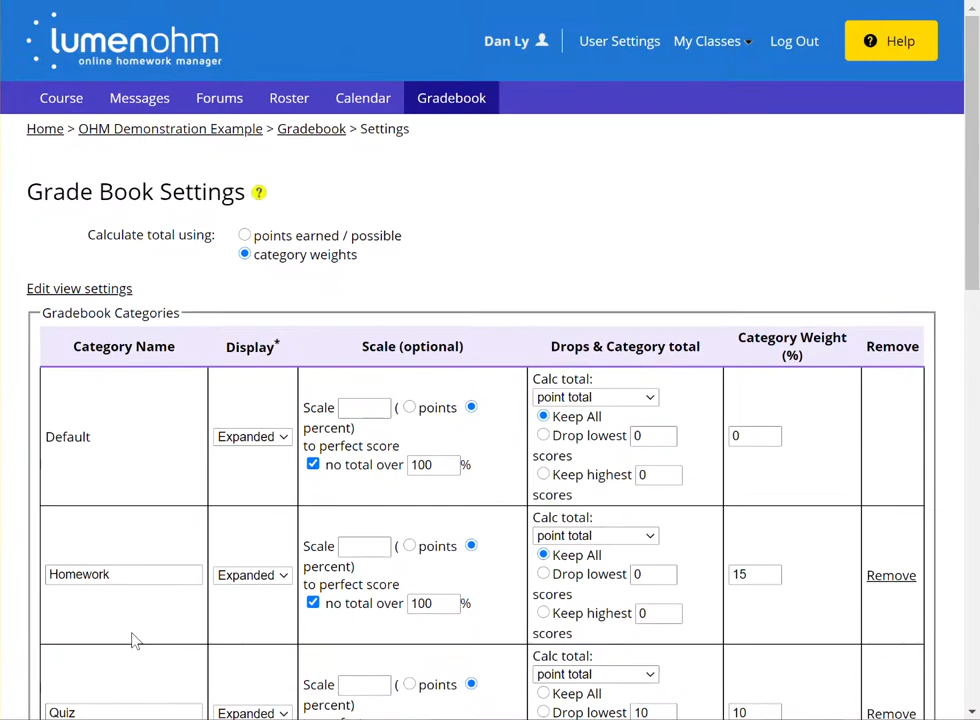 lumenohm
online homework manager
Dan Ly User Settings My Classes Log Out ? Help
Course Messages Forums Roster Calendar Gradebook
Home > OHM Demonstration Example > Gradebook > Settings
Grade Book Settings ?
Calculate total using: points earned / possible
category weights
Edit view settings
Gradebook Categories
Category Name Display* Scale (optional) Drops & Category total Category Weight (%) Remove
Calc total:
point total
Scale ( points
percent)
to perfect score
no total over 100 %
Default Expanded
Keep All
Drop lowest 0
scores
Keep highest 0
scores
0
Calc total:
point total
Scale ( points
percent)
to perfect score
no total over 100 %
Homework Expanded
Keep All
Drop lowest 0
scores
Keep highest 0
scores
15 Remove
Calc total:
point total
Scale ( points
percent)
Quiz Expanded
Keep All
Drop lowest 10
10 Remove